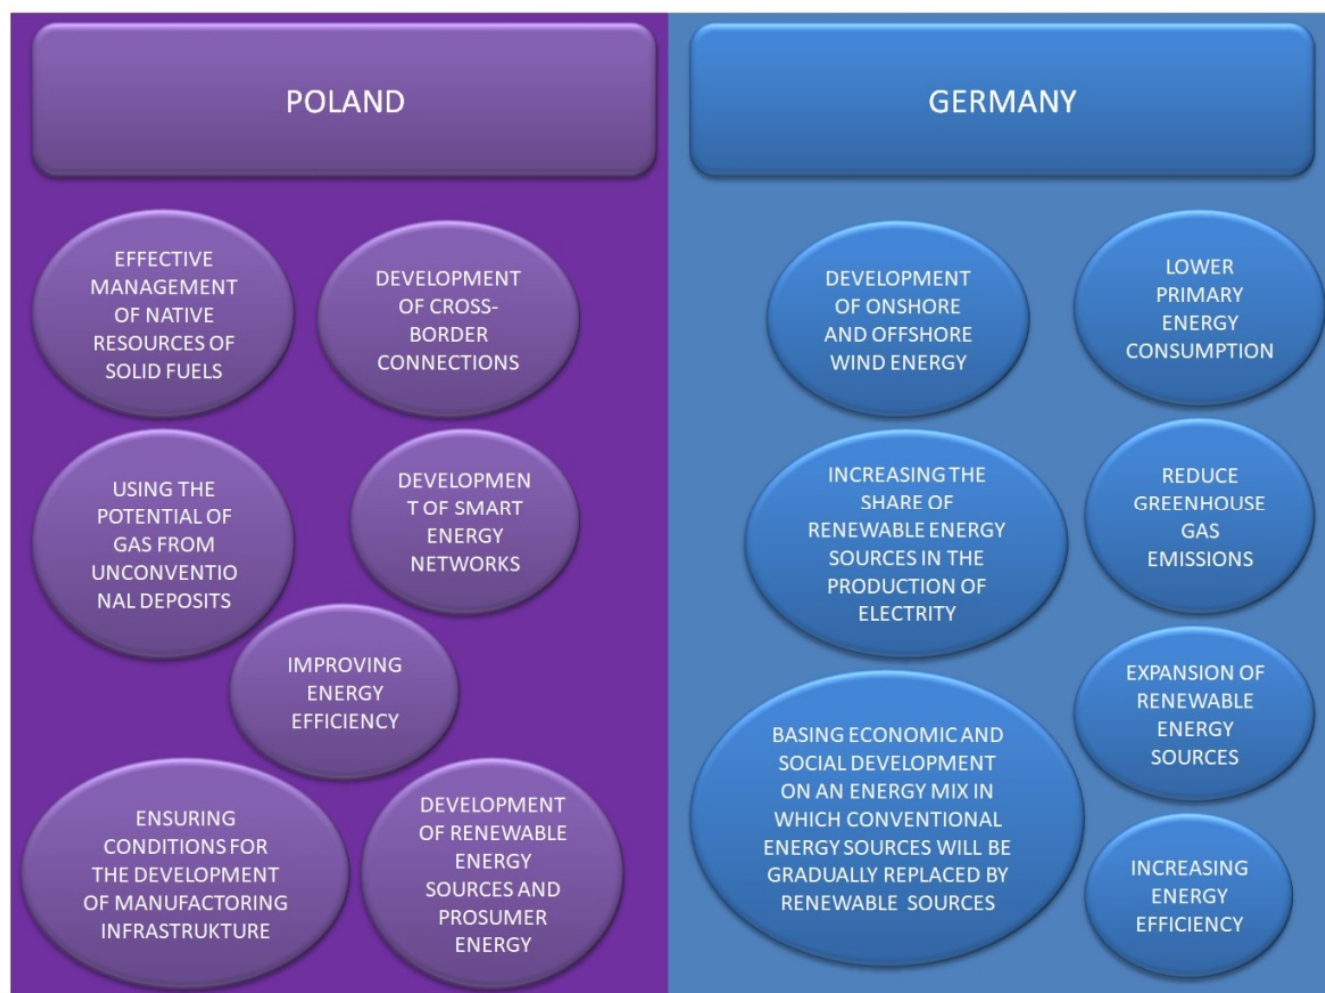 POLAND
EFFECTIVE
MANAGEMENT
OF NATIVE
RESOURCES OF
SOLID FUELS
DEVELOPMENT
OF CROSS-
BORDER
CONNECTIONS
USING THE
POTENTIAL OF
GAS FROM
UNCONVENTIO
NAL DEPOSITS
DEVELOPMEN
T OF SMART
ENERGY
NETWORKS
IMPROVING
ENERGY
EFFICIENCY
ENSURING
CONDITIONS FOR
THE DEVELOPMENT
OF MANUFACTORING
INFRASTRUKTURE
DEVELOPMENT
OF RENEWABLE
ENERGY
SOURCES AND
PROSUMER
ENERGY
GERMANY
DEVELOPMENT
OF ONSHORE
AND OFFSHORE
WIND ENERGY
LOWER
PRIMARY
ENERGY
CONSUMPTION
INCREASING THE
SHARE OF
RENEWABLE ENERGY
SOURCES IN THE
PRODUCTION OF
ELECTRITY
REDUCE
GREENHOUSE
GAS
EMISSIONS
BASING ECONOMIC AND
SOCIAL DEVELOPMENT
ON AN ENERGY MIX IN
WHICH CONVENTIONAL
ENERGY SOURCES WILL BE
GRADUALLY REPLACED BY
RENEWABLE SOURCES
EXPANSION OF
RENEWABLE
ENERGY
SOURCES
INCREASING
ENERGY
EFFICIENCY